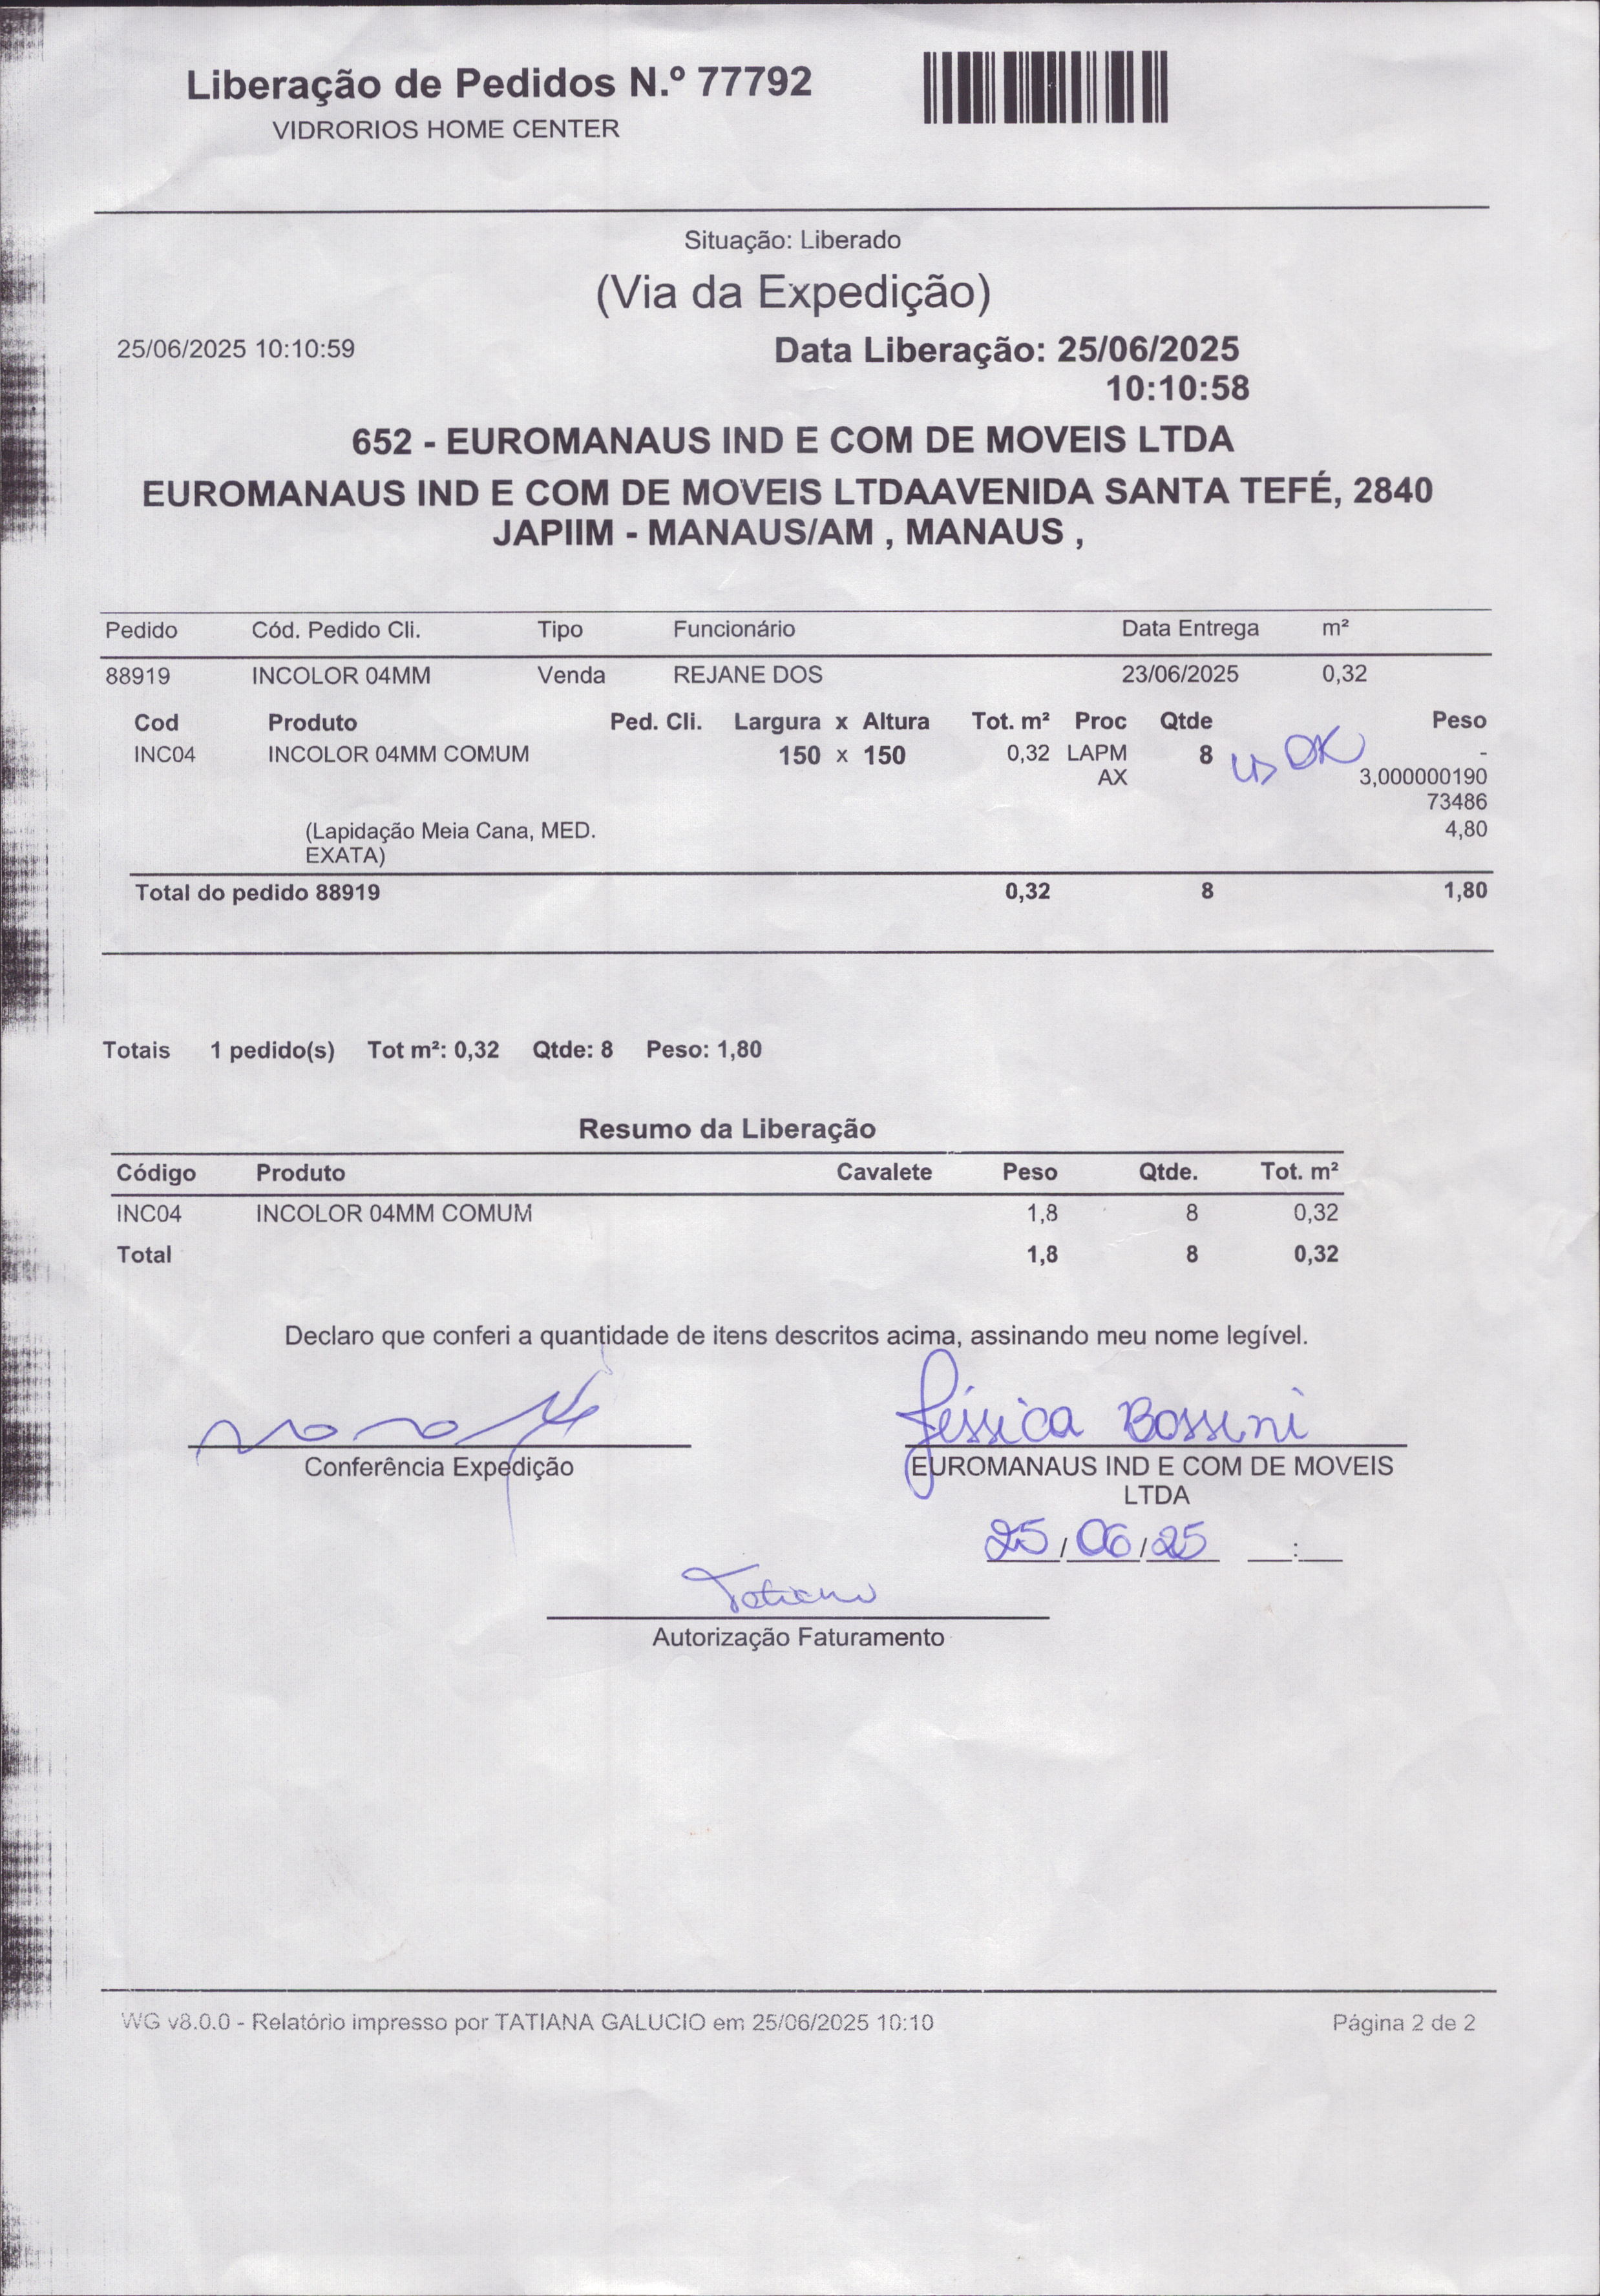 Liberação de Pedidos N.º 77792
VIDRORIOS HOME CENTER
Situação: Liberado
(Via da Expedição)
25/06/2025 10:10:59
Data Liberação: 25/06/2025
10:10:58
652 - EUROMANAUS IND E COM DE MOVEIS LTDA
EUROMANAUS IND E COM DE MOVEIS LTDAAVENIDA SANTA TEFÉ, 2840
JAPIIM - MANAUS/AM , MANAUS ,
Pedido Cód. Pedido Cli. Tipo Funcionário Data Entrega m²
88919 INCOLOR 04MM Venda REJANE DOS 23/06/2025 0,32
Cod Produto Ped. Cli. Largura x Altura Tot. m² Proc Qtde Peso
INC04 INCOLOR 04MM COMUM 150 x 150 0,32 LAPM 8 OK -
AX 3,000000190
73486
(Lapidação Meia Cana, MED. 4,80
EXATA)
Total do pedido 88919 0,32 8 1,80
Totais 1 pedido(s) Tot m²: 0,32 Qtde: 8 Peso: 1,80
Resumo da Liberação
Código Produto Cavalete Peso Qtde. Tot. m²
INC04 INCOLOR 04MM COMUM 1,8 8 0,32
Total 1,8 8 0,32
Declaro que conferi a quantidade de itens descritos acima, assinando meu nome legível.
Jéssica Bossini
Conferência Expedição
EUROMANAUS IND E COM DE MOVEIS
LTDA
25/06/25 __:__
Tatiana
Autorização Faturamento
WG v8.0.0 - Relatório impresso por TATIANA GALUCIO em 25/06/2025 10:10
Página 2 de 2